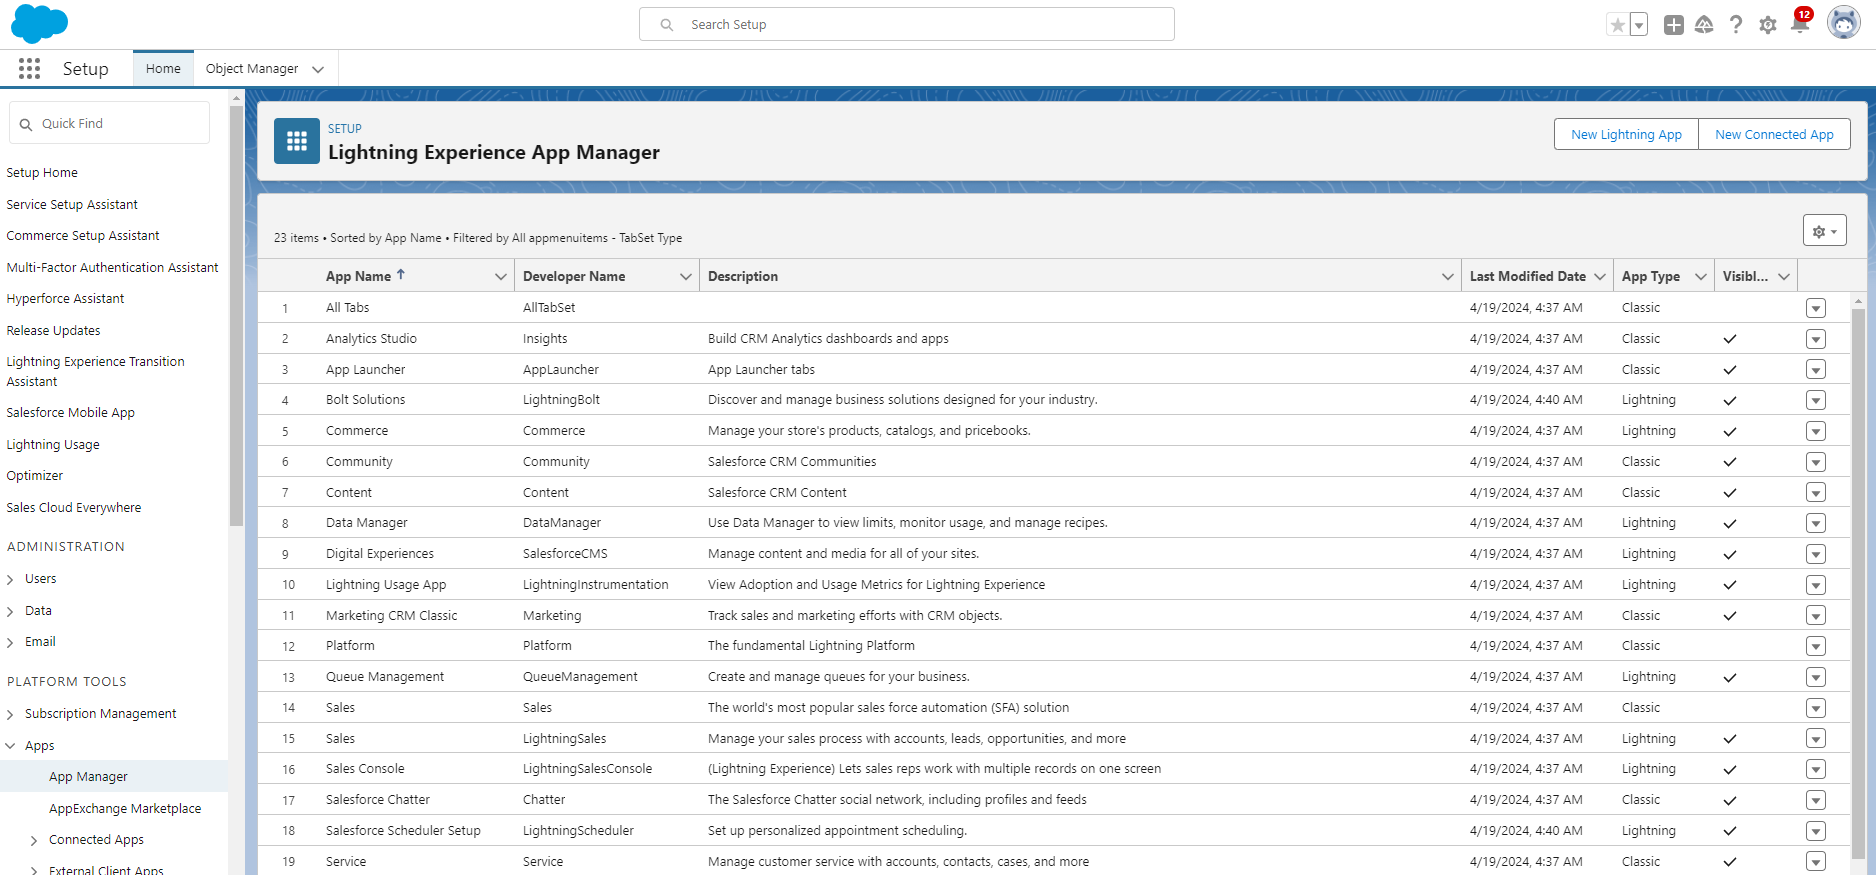 Search Setup
12
Setup
Home
Object Manager
Quick Find
Setup Home
Service Setup Assistant
Commerce Setup Assistant
Multi-Factor Authentication Assistant
Hyperforce Assistant
Release Updates
Lightning Experience Transition
Assistant
Salesforce Mobile App
Lightning Usage
Optimizer
Sales Cloud Everywhere
ADMINISTRATION
Users
Data
Email
PLATFORM TOOLS
Subscription Management
Apps
App Manager
AppExchange Marketplace
Connected Apps
External Client Apps
SETUP
Lightning Experience App Manager
New Lightning App New Connected App
23 items • Sorted by App Name • Filtered by All appmenuitems - TabSet Type
App Name Developer Name Description Last Modified Date App Type Visibl...
1 All Tabs AllTabSet 4/19/2024, 4:37 AM Classic
2 Analytics Studio Insights Build CRM Analytics dashboards and apps 4/19/2024, 4:37 AM Classic
3 App Launcher AppLauncher App Launcher tabs 4/19/2024, 4:37 AM Classic
4 Bolt Solutions LightningBolt Discover and manage business solutions designed for your industry. 4/19/2024, 4:40 AM Lightning
5 Commerce Commerce Manage your store's products, catalogs, and pricebooks. 4/19/2024, 4:37 AM Lightning
6 Community Community Salesforce CRM Communities 4/19/2024, 4:37 AM Classic
7 Content Content Salesforce CRM Content 4/19/2024, 4:37 AM Classic
8 Data Manager DataManager Use Data Manager to view limits, monitor usage, and manage recipes. 4/19/2024, 4:37 AM Lightning
9 Digital Experiences SalesforceCMS Manage content and media for all of your sites. 4/19/2024, 4:37 AM Lightning
10 Lightning Usage App LightningInstrumentation View Adoption and Usage Metrics for Lightning Experience 4/19/2024, 4:37 AM Lightning
11 Marketing CRM Classic Marketing Track sales and marketing efforts with CRM objects. 4/19/2024, 4:37 AM Classic
12 Platform Platform The fundamental Lightning Platform 4/19/2024, 4:37 AM Classic
13 Queue Management QueueManagement Create and manage queues for your business. 4/19/2024, 4:37 AM Lightning
14 Sales Sales The world's most popular sales force automation (SFA) solution 4/19/2024, 4:37 AM Classic
15 Sales LightningSales Manage your sales process with accounts, leads, opportunities, and more 4/19/2024, 4:37 AM Lightning
16 Sales Console LightningSalesConsole (Lightning Experience) Lets sales reps work with multiple records on one screen 4/19/2024, 4:37 AM Lightning
17 Salesforce Chatter Chatter The Salesforce Chatter social network, including profiles and feeds 4/19/2024, 4:37 AM Classic
18 Salesforce Scheduler Setup LightningScheduler Set up personalized appointment scheduling. 4/19/2024, 4:40 AM Lightning
19 Service Service Manage customer service with accounts, contacts, cases, and more 4/19/2024, 4:37 AM Classic